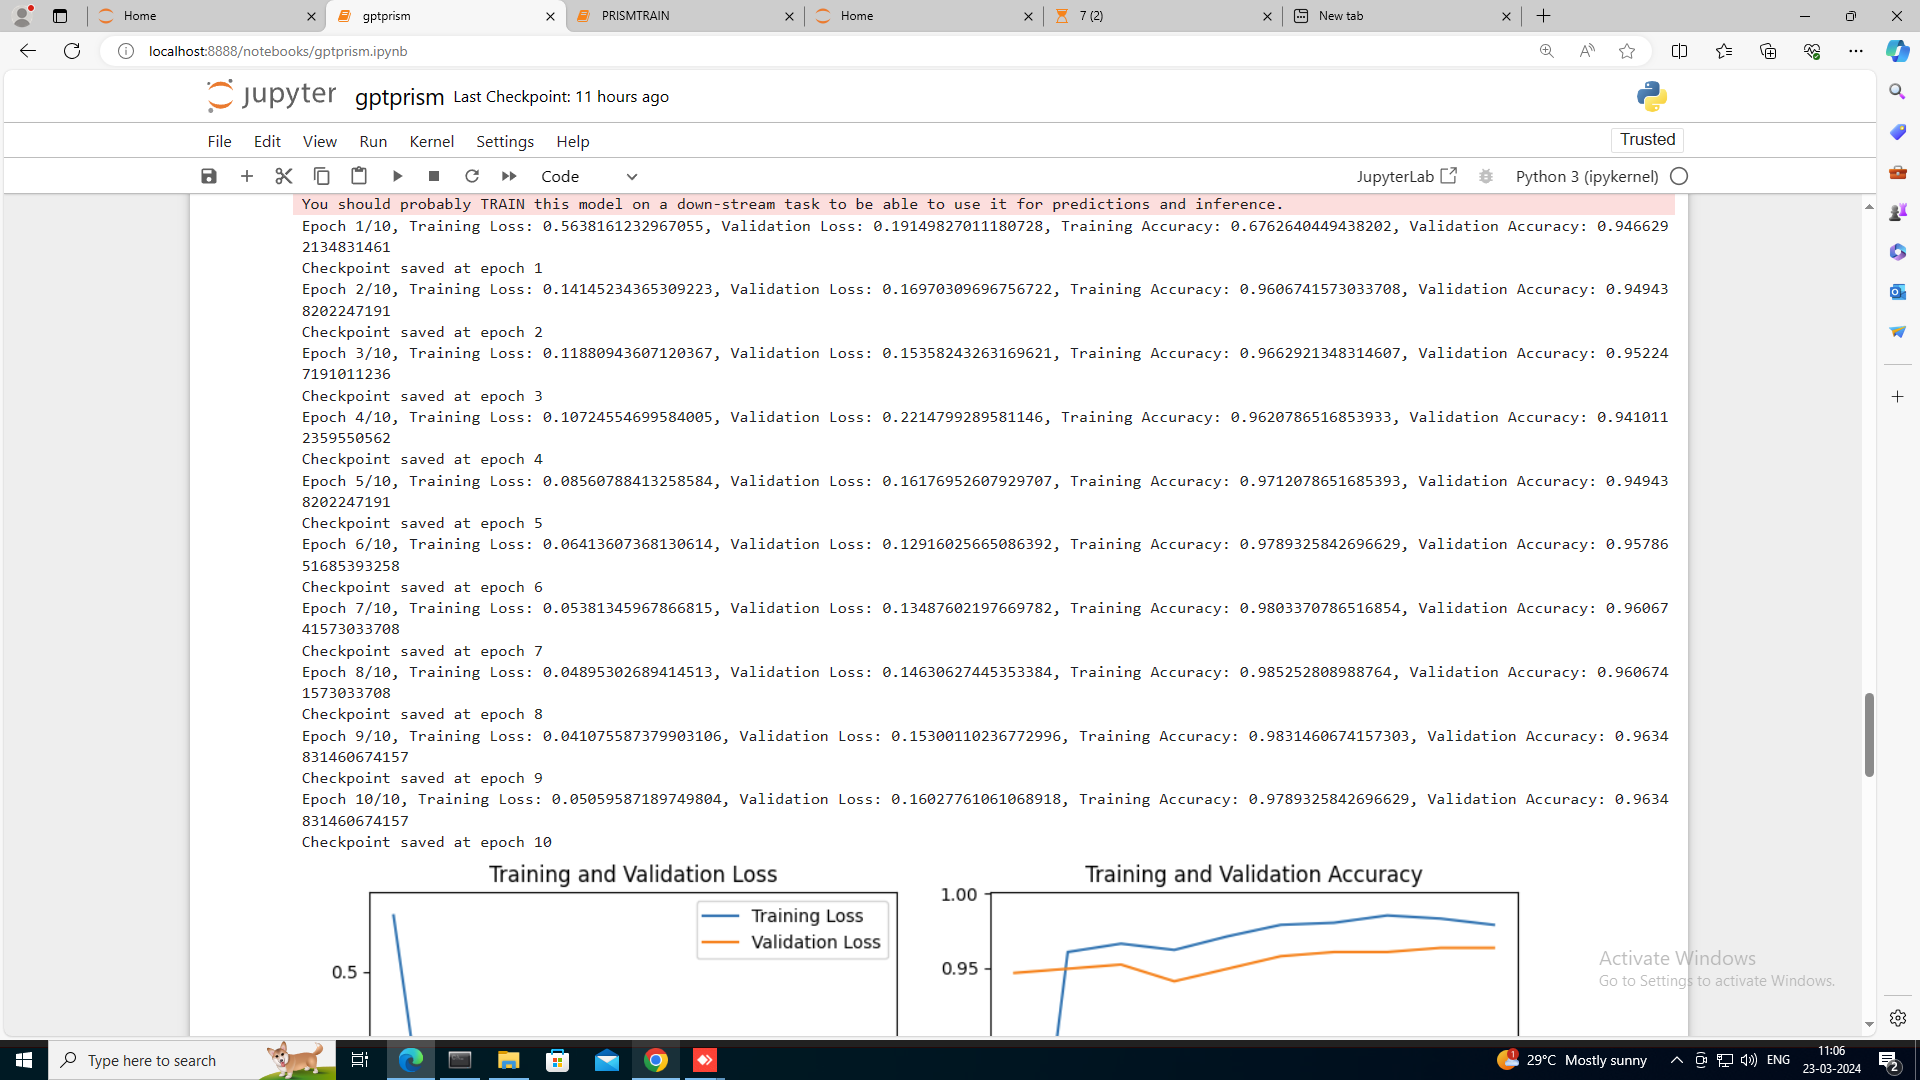 Home
gptprism
PRISMTRAIN
Home
7 (2)
New tab
localhost:8888/notebooks/gptprism.ipynb
jupyter gptprism Last Checkpoint: 11 hours ago
File Edit View Run Kernel Settings Help
Trusted
Code
JupyterLab
Python 3 (ipykernel)
You should probably TRAIN this model on a down-stream task to be able to use it for predictions and inference.
Epoch 1/10, Training Loss: 0.5638161232967055, Validation Loss: 0.19149827011180728, Training Accuracy: 0.6762640449438202, Validation Accuracy: 0.946629
2134831461
Checkpoint saved at epoch 1
Epoch 2/10, Training Loss: 0.14145234365309223, Validation Loss: 0.16970309696756722, Training Accuracy: 0.9606741573033708, Validation Accuracy: 0.94943
8202247191
Checkpoint saved at epoch 2
Epoch 3/10, Training Loss: 0.11880943607120367, Validation Loss: 0.15358243263169621, Training Accuracy: 0.9662921348314607, Validation Accuracy: 0.95224
7191011236
Checkpoint saved at epoch 3
Epoch 4/10, Training Loss: 0.10724554699584005, Validation Loss: 0.2214799289581146, Training Accuracy: 0.9620786516853933, Validation Accuracy: 0.941011
2359550562
Checkpoint saved at epoch 4
Epoch 5/10, Training Loss: 0.08560788413258584, Validation Loss: 0.16176952607929707, Training Accuracy: 0.9712078651685393, Validation Accuracy: 0.94943
8202247191
Checkpoint saved at epoch 5
Epoch 6/10, Training Loss: 0.06413607368130614, Validation Loss: 0.12916025665086392, Training Accuracy: 0.9789325842696629, Validation Accuracy: 0.95786
51685393258
Checkpoint saved at epoch 6
Epoch 7/10, Training Loss: 0.05381345967866815, Validation Loss: 0.13487602197669782, Training Accuracy: 0.9803370786516854, Validation Accuracy: 0.96067
41573033708
Checkpoint saved at epoch 7
Epoch 8/10, Training Loss: 0.04895302689414513, Validation Loss: 0.14630627445353384, Training Accuracy: 0.985252808988764, Validation Accuracy: 0.960674
1573033708
Checkpoint saved at epoch 8
Epoch 9/10, Training Loss: 0.041075587379903106, Validation Loss: 0.15300110236772996, Training Accuracy: 0.9831460674157303, Validation Accuracy: 0.9634
831460674157
Checkpoint saved at epoch 9
Epoch 10/10, Training Loss: 0.05059587189749804, Validation Loss: 0.16027761061068918, Training Accuracy: 0.9789325842696629, Validation Accuracy: 0.9634
831460674157
Checkpoint saved at epoch 10
Training and Validation Loss
Training Loss
Validation Loss
0.5
Training and Validation Accuracy
1.00
0.95
Activate Windows
Go to Settings to activate Windows.
Type here to search
1
29°C Mostly sunny
ENG
11:06
23-03-2024
2